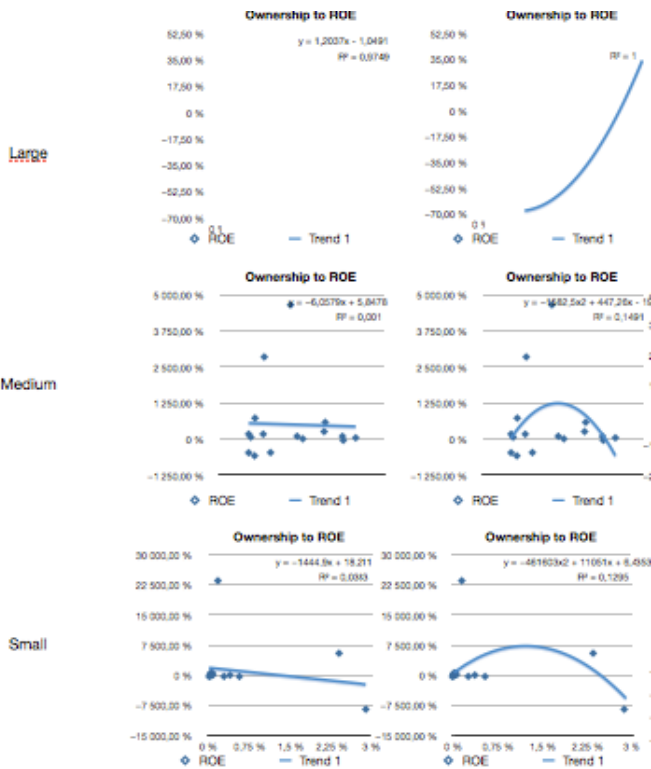 Ownership to ROE
Ownership to ROE
52,50 %
35,00 %
17,50 %
0 %
-17,50 %
-35,00 %
-52,50 %
-70,00 %
y = 1,2037x - 1,0491
R² = 0,9749
0,1
ROE
Trend 1
52,50 %
35,00 %
17,50 %
0 %
-17,50 %
-35,00 %
-52,50 %
-70,00 %
R² = 1
0 1
ROE
Trend 1
Large
Ownership to ROE
Ownership to ROE
5 000,00 %
3 750,00 %
2 500,00 %
1 250,00 %
0 %
-1 250,00 %
y = -6,0579x + 5,8478
R² = 0,001
ROE
Trend 1
5 000,00 %
3 750,00 %
2 500,00 %
1 250,00 %
0 %
-1 250,00 %
R² = 0,1491
ROE
Trend 1
Medium
Ownership to ROE
Ownership to ROE
30 000,00 %
22 500,00 %
15 000,00 %
7 500,00 %
0 %
-7 500,00 %
-15 000,00 %
y = -1444,9x + 18,211
R² = 0,0383
0 %
0,75 %
1,5 %
2,25 %
3 %
ROE
Trend 1
30 000,00 %
22 500,00 %
15 000,00 %
7 500,00 %
0 %
-7 500,00 %
-15 000,00 %
y = -461603x2 + 11051x + 6,4353
R² = 0,1295
0 %
0,75 %
1,5 %
2,25 %
3 %
ROE
Trend 1
Small